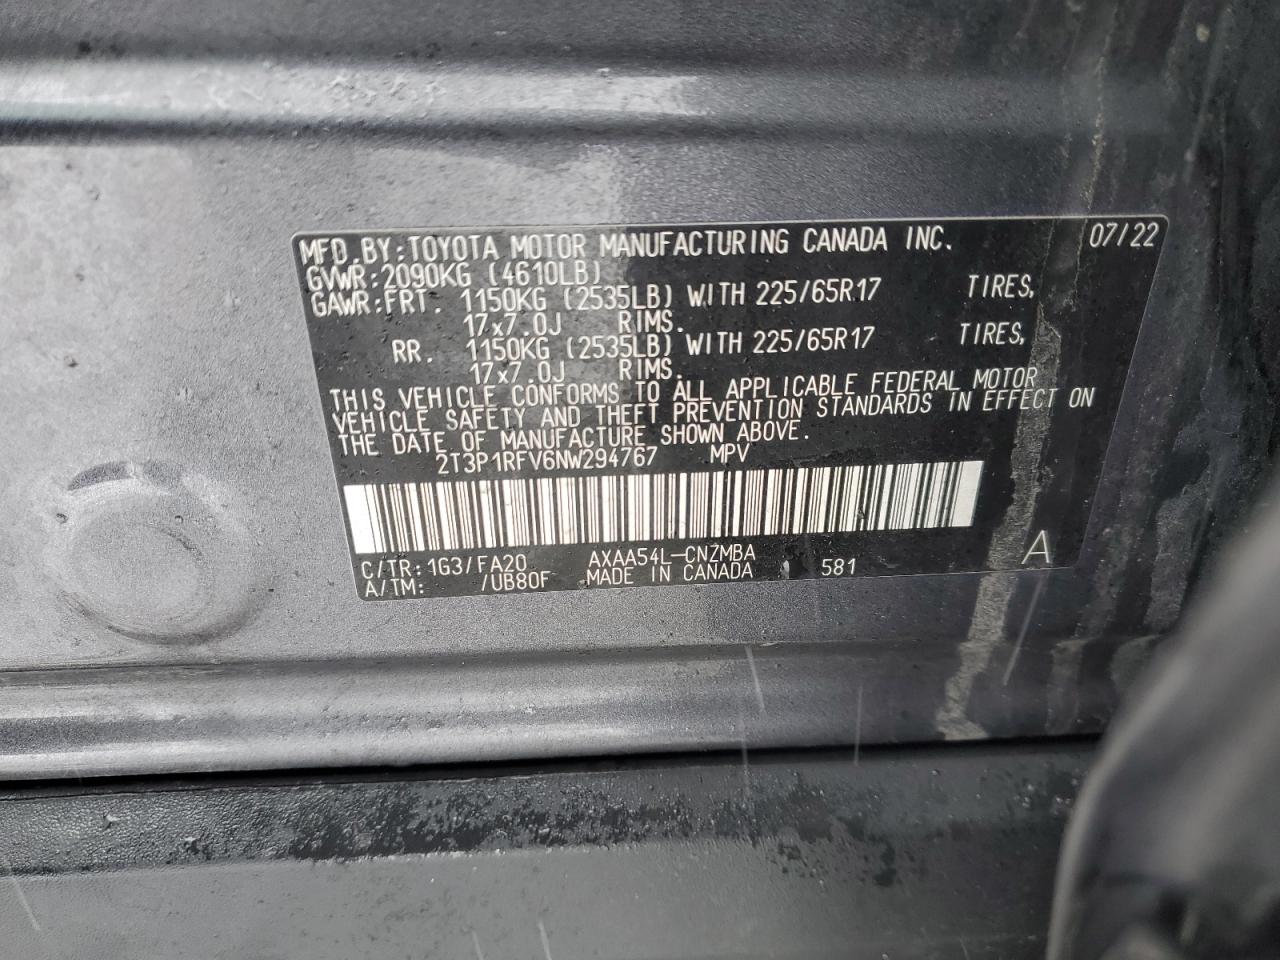 MFD.BY:TOYOTA MOTOR MANUFACTURING CANADA INC. 07/22
GVWR:2090KG (4610LB)
GAWR:FRT. 1150KG (2535LB) WITH 225/65R17 TIRES,
17x7.0J RIMS.
RR. 1150KG (2535LB) WITH 225/65R17 TIRES,
17x7.0J RIMS.
THIS VEHICLE CONFORMS TO ALL APPLICABLE FEDERAL MOTOR
VEHICLE SAFETY AND THEFT PREVENTION STANDARDS IN EFFECT ON
THE DATE OF MANUFACTURE SHOWN ABOVE.
2T3P1RFV6NW294767 MPV
C/TR:1G3/FA20 AXAA54L-CNZMBA A
A/TM: /UB80F MADE IN CANADA 581